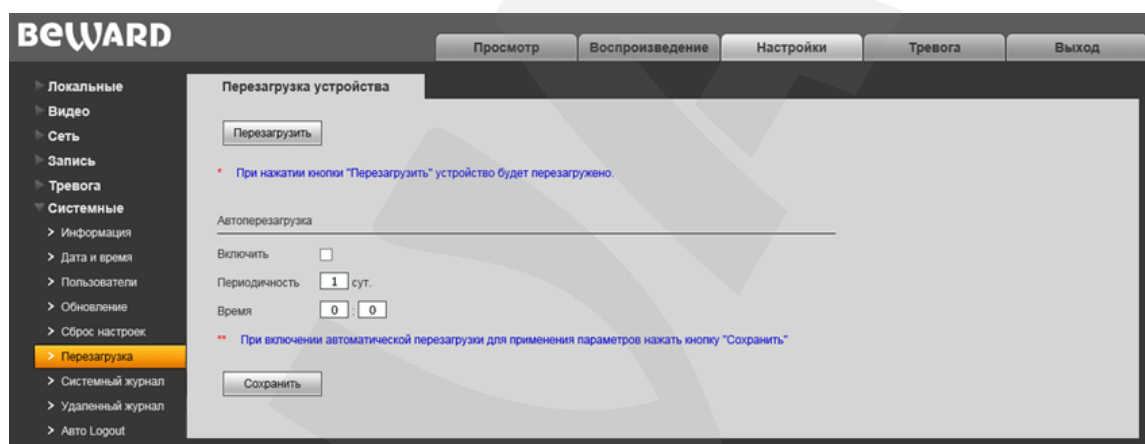 BEWARD
Просмотр Воспроизведение Настройки Тревога Выход
Локальные
Видео
Сеть
Запись
Тревога
Системные
> Информация
> Дата и время
> Пользователи
> Обновление
> Сброс настроек
> Перезагрузка
> Системный журнал
> Удаленный журнал
> Авто Logout
Перезагрузка устройства
Перезагрузить
* При нажатии кнопки "Перезагрузить" устройство будет перезагружено.
Автоперезагрузка
Включить
Периодичность 1 сут.
Время 0 : 0
** При включении автоматической перезагрузки для применения параметров нажать кнопку "Сохранить"
Сохранить